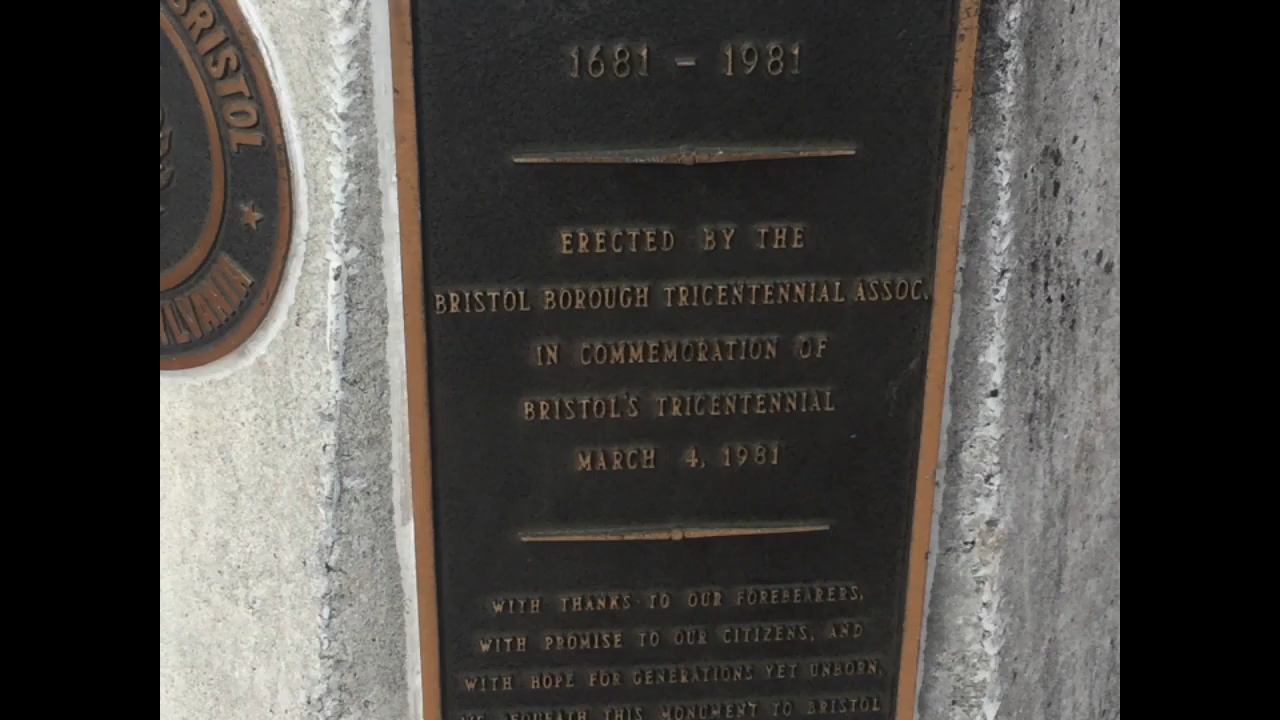 BRISTOL
1681 - 1981
ERECTED BY THE
BRISTOL BOROUGH TRICENTENNIAL ASSOC.
IN COMMEMORATION OF
BRISTOL'S TRICENTENNIAL
MARCH 4, 1981
WITH THANKS TO OUR FOREBEARERS,
WITH PROMISE TO OUR CITIZENS, AND
WITH HOPE FOR GENERATIONS YET UNBORN,
THIS MONUMENT TO BRISTOL